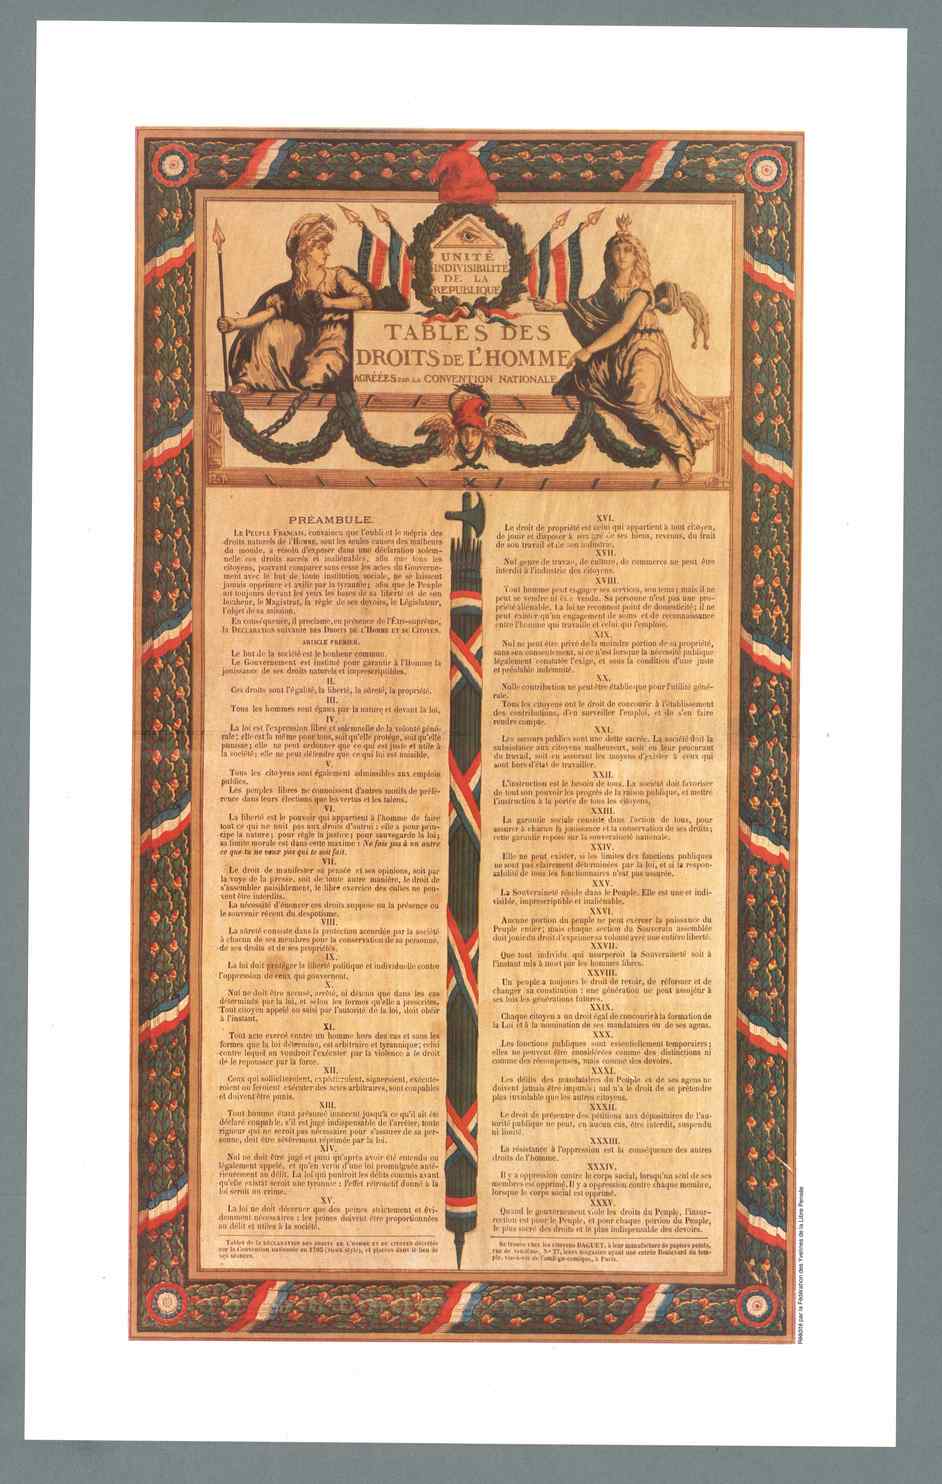 UNITÉ
INDIVISIBILITÉ
DE LA
REPUBLIQUE
TABLES DES
DROITS DE L'HOMME
AGRÉÉES PAR LA CONVENTION NATIONALE
PRÉAMBULE.
LE PEUPLE FRANÇAIS, convaincu que l'oubli et le mépris des
droits naturels de l'HOMME, sont les seules causes des malheurs
du monde, a résolu d'exposer dans une déclaration solem-
nelle ces droits sacrés et inaliénables, afin que tous les
citoyens, pouvant comparer sans cesse les actes du Gouverne-
ment avec le but de toute institution sociale, ne se laissent
jamais opprimer et avilir par la tyrannie; afin que le Peuple
ait toujours devant les yeux les bases de sa liberté et de son
bonheur, le Magistrat, la règle de ses devoirs, le Législateur,
l'objet de sa mission.
En conséquence, il proclame, en présence de l'Être-suprême,
la DÉCLARATION SUIVANTE DES DROITS DE L'HOMME ET DU CITOYEN.
ARTICLE PREMIER.
Le but de la société est le bonheur commun.
Le Gouvernement est institué pour garantir à l'Homme la
jouissance de ses droits naturels et imprescriptibles.
II.
Ces droits sont l'égalité, la liberté, la sûreté, la propriété.
III.
Tous les hommes sont égaux par la nature et devant la loi.
IV.
La loi est l'expression libre et solemnelle de la volonté géné-
rale; elle est la même pour tous, soit qu'elle protège, soit qu'elle
punisse; elle ne peut ordonner que ce qui est juste et utile à
la société; elle ne peut défendre que ce qui lui est nuisible.
V.
Tous les citoyens sont également admissibles aux emplois
publics.
Les peuples libres ne connoissent d'autres motifs de préfé-
rence dans leurs élections que les vertus et les talens.
VI.
La liberté est le pouvoir qui appartient à l'homme de faire
tout ce qui ne nuit pas aux droits d'autrui : elle a pour prin-
cipe la nature; pour règle la justice; pour sauvegarde la loi;
sa limite morale est dans cette maxime : Ne fais pas à un autre
ce que tu ne veux pas qui te soit fait.
VII.
Le droit de manifester sa pensée et ses opinions, soit par
la voye de la presse, soit de toute autre manière, le droit de
s'assembler paisiblement, le libre exercice des cultes ne peu-
vent être interdits.
La nécessité d'énoncer ces droits suppose ou la présence ou
le souvenir récent du despotisme.
VIII.
La sûreté consiste dans la protection accordée par la société
à chacun de ses membres pour la conservation de sa personne,
de ses droits et de ses propriétés.
IX.
La loi doit protéger la liberté politique et individuelle contre
l'oppression de ceux qui gouvernent.
X.
Nul ne doit être accusé, arrêté, ni détenu que dans les cas
déterminés par la loi, et selon les formes qu'elle a prescrites.
Tout citoyen appelé ou saisi par l'autorité de la loi, doit obéir
à l'instant.
XI.
Tout acte exercé contre un homme hors des cas et sans les
formes que la loi détermine, est arbitraire et tyrannique; celui
contre lequel on voudroit l'exécuter par la violence a le droit
de le repousser par la force.
XII.
Ceux qui solliciteroient, expédieroient, signeroient, exécute-
roient ou feroient exécuter des actes arbitraires, sont coupables
et doivent être punis.
XIII.
Tout homme étant présumé innocent jusqu'à ce qu'il ait été
déclaré coupable, s'il est jugé indispensable de l'arrêter, toute
rigueur qui ne seroit pas nécessaire pour s'assurer de sa per-
sonne, doit être sévèrement réprimée par la loi.
XIV.
Nul ne doit être jugé et puni qu'après avoir été entendu ou
légalement appelé, et qu'en vertu d'une loi promulguée anté-
rieurement au délit. La loi qui puniroit les délits commis avant
qu'elle existât seroit une tyrannie : l'effet rétroactif donné à la
loi seroit un crime.
XV.
La loi ne doit décerner que des peines strictement et évi-
demment nécessaires : les peines doivent être proportionnées
au délit et utiles à la société.
Tables de la DÉCLARATION DES DROITS DE L'HOMME ET DU CITOYEN décrétée
par la Convention nationale en 1793 (vieux style), et placées dans le lieu de
ses séances.
XVI.
Le droit de propriété est celui qui appartient à tout citoyen,
de jouir et disposer à son gré de ses biens, revenus, du fruit
de son travail et de son industrie.
XVII.
Nul genre de travail, de culture, de commerce ne peut être
interdit à l'industrie des citoyens.
XVIII.
Tout homme peut engager ses services, son tems; mais il ne
peut se vendre ni être vendu. Sa personne n'est pas une pro-
priété aliénable. La loi ne reconnoît point de domesticité; il ne
peut exister qu'un engagement de soins et de reconnaissance
entre l'homme qui travaille et celui qui l'emploie.
XIX.
Nul ne peut être privé de la moindre portion de sa propriété,
sans son consentement, si ce n'est lorsque la nécessité publique
légalement constatée l'exige, et sous la condition d'une juste
et préalable indemnité.
XX.
Nulle contribution ne peut être établie que pour l'utilité géné-
rale.
Tous les citoyens ont le droit de concourir à l'établissement
des contributions, d'en surveiller l'emploi, et de s'en faire
rendre compte.
XXI.
Les secours publics sont une dette sacrée. La société doit la
subsistance aux citoyens malheureux, soit en leur procurant
du travail, soit en assurant les moyens d'exister à ceux qui
sont hors d'état de travailler.
XXII.
L'instruction est le besoin de tous. La société doit favoriser
de tout son pouvoir les progrès de la raison publique, et mettre
l'instruction à la portée de tous les citoyens.
XXIII.
La garantie sociale consiste dans l'action de tous, pour
assurer à chacun la jouissance et la conservation de ses droits;
cette garantie repose sur la souveraineté nationale.
XXIV.
Elle ne peut exister, si les limites des fonctions publiques
ne sont pas clairement déterminées par la loi, et si la respon-
sabilité de tous les fonctionnaires n'est pas assurée.
XXV.
La Souveraineté réside dans le Peuple. Elle est une et indi-
visible, imprescriptible et inaliénable.
XXVI.
Aucune portion du peuple ne peut exercer la puissance du
Peuple entier; mais chaque section du Souverain assemblée
doit jouir du droit d'exprimer sa volonté avec une entière liberté.
XXVII.
Que tout individu qui usurperoit la Souveraineté soit à
l'instant mis à mort par les hommes libres.
XXVIII.
Un peuple a toujours le droit de revoir, de réformer et de
changer sa constitution : une génération ne peut assujétir à
ses lois les générations futures.
XXIX.
Chaque citoyen a un droit égal de concourir à la formation de
la Loi et à la nomination de ses mandataires ou de ses agens.
XXX.
Les fonctions publiques sont essentiellement temporaires;
elles ne peuvent être considérées comme des distinctions ni
comme des récompenses, mais comme des devoirs.
XXXI.
Les délits des mandataires du Peuple et de ses agens ne
doivent jamais être impunis; nul n'a le droit de se prétendre
plus inviolable que les autres citoyens.
XXXII.
Le droit de présenter des pétitions aux dépositaires de l'au-
torité publique ne peut, en aucun cas, être interdit, suspendu
ni limité.
XXXIII.
La résistance à l'oppression est la conséquence des autres
droits de l'homme.
XXXIV.
Il y a oppression contre le corps social, lorsqu'un seul de ses
membres est opprimé. Il y a oppression contre chaque membre,
lorsque le corps social est opprimé.
XXXV.
Quand le gouvernement viole les droits du Peuple, l'insur-
rection est pour le Peuple, et pour chaque portion du Peuple,
le plus sacré des droits et le plus indispensable des devoirs.
Se trouve chez les citoyens DAGUET, à leur manufacture de papiers peints,
rue de vendôme, N° 27, leurs magasins ayant une entrée Boulevard du tem-
ple, vis-à-vis de l'ambigu-comique, à Paris.
Réédité par la Fédération des Yvelines de la Libre Pensée